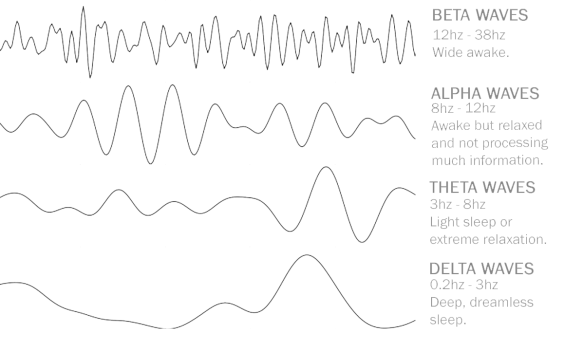 BETA WAVES
12hz - 38hz
Wide awake.
ALPHA WAVES
8hz - 12hz
Awake but relaxed
and not processing
much information.
THETA WAVES
3hz - 8hz
Light sleep or
extreme relaxation.
DELTA WAVES
0.2hz - 3hz
Deep, dreamless
sleep.